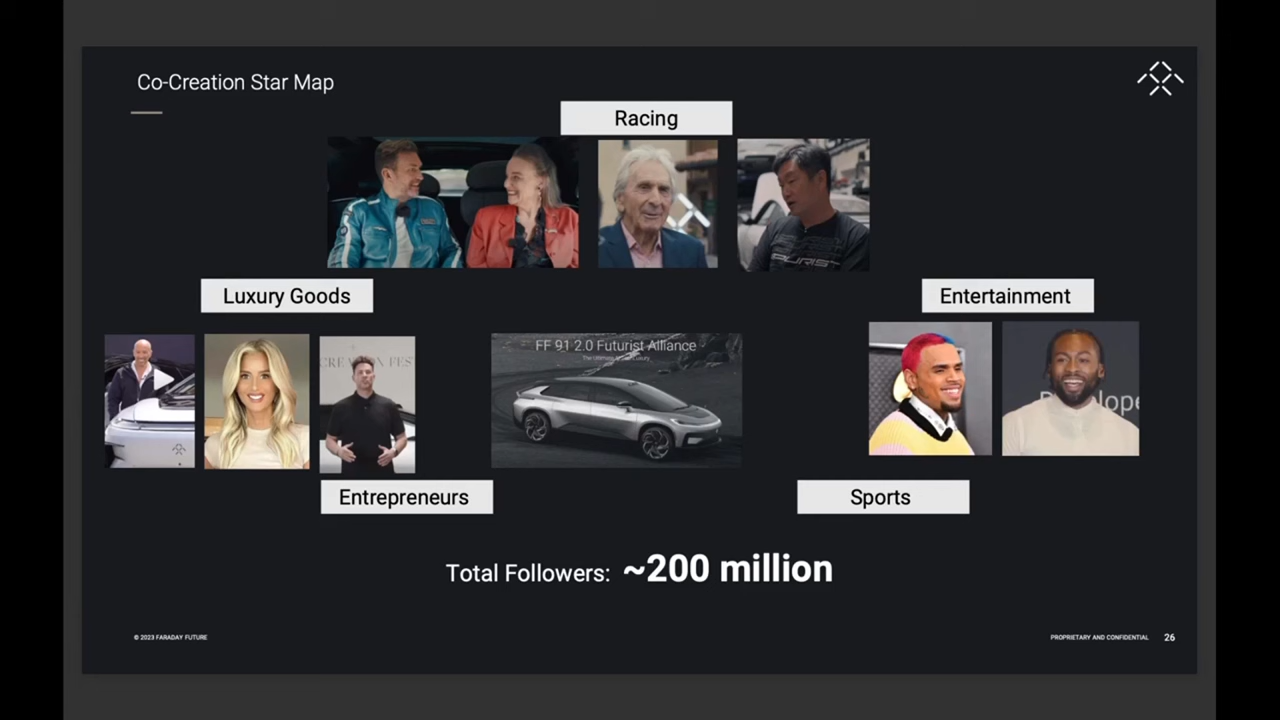 Co-Creation Star Map
Racing
Luxury Goods
Entertainment
FF 91 2.0 Futurist Alliance
Entrepreneurs
Sports
Total Followers: ~200 million
© 2023 FARADAY FUTURE
PROPRIETARY AND CONFIDENTIAL 26